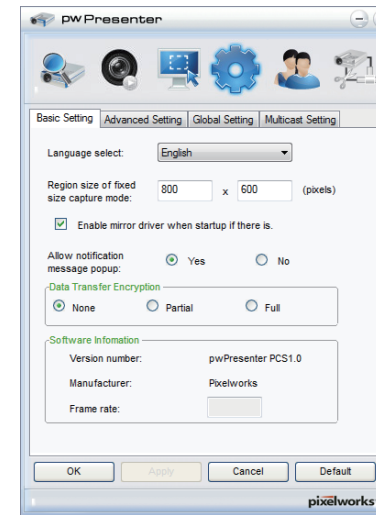 pwPresenter
Basic Setting Advanced Setting Global Setting Multicast Setting
Language select: English
Region size of fixed size capture mode: 800 x 600 (pixels)
Enable mirror driver when startup if there is.
Allow notification message popup: Yes No
Data Transfer Encryption
None Partial Full
Software Infomation
Version number: pwPresenter PCS1.0
Manufacturer: Pixelworks
Frame rate:
OK Apply Cancel Default
pixelworks